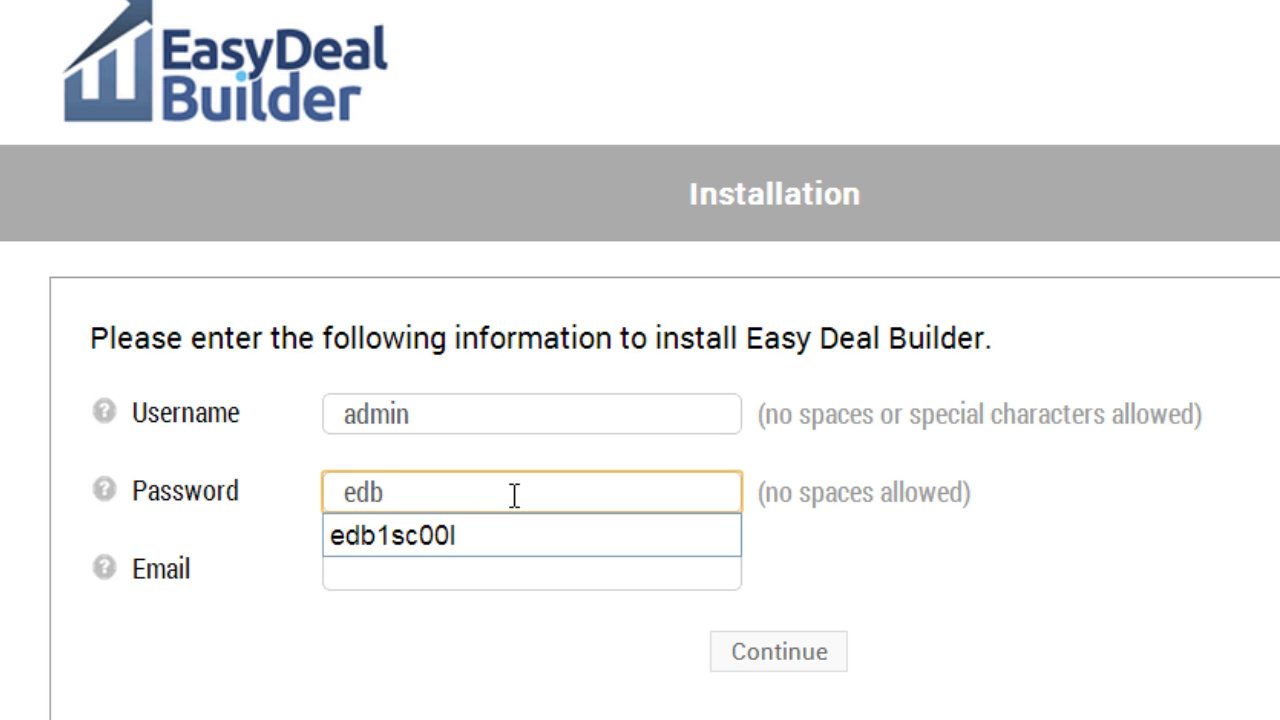 EasyDeal
Builder
Installation
Please enter the following information to install Easy Deal Builder.
? Username admin (no spaces or special characters allowed)
? Password edb (no spaces allowed)
edb1sc00l
? Email
Continue